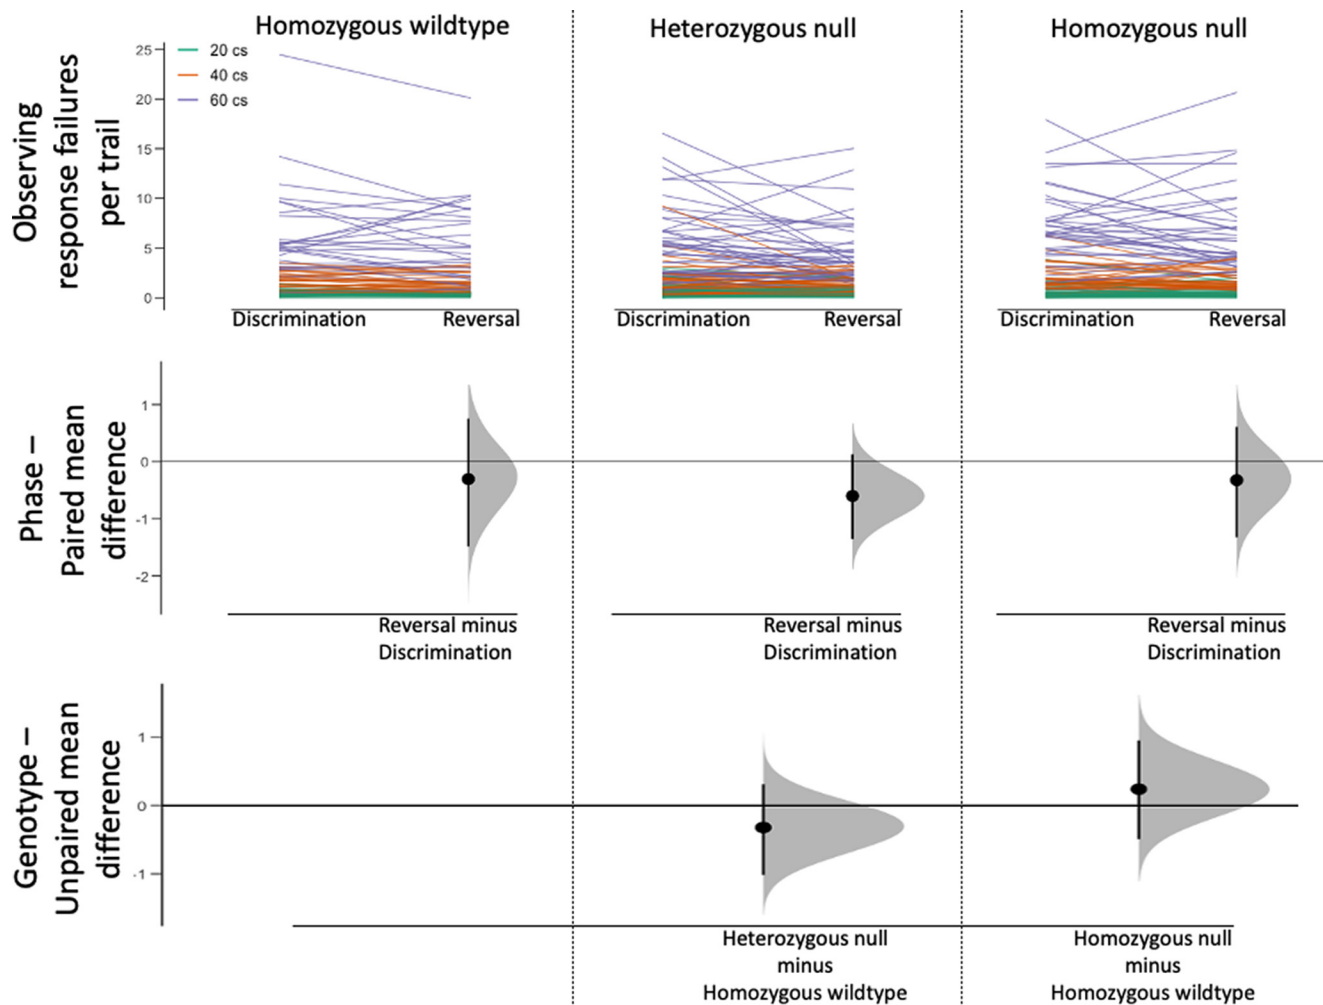 Homozygous wildtype
Heterozygous null
Homozygous null
Observing
response failures
per trail
25
20
15
10
5
0
20 cs
40 cs
60 cs
Discrimination
Reversal
Discrimination
Reversal
Discrimination
Reversal
Phase –
Paired mean
difference
1
0
-1
-2
Reversal minus
Discrimination
Reversal minus
Discrimination
Reversal minus
Discrimination
Genotype –
Unpaired mean
difference
1
0
-1
Heterozygous null
minus
Homozygous wildtype
Homozygous null
minus
Homozygous wildtype